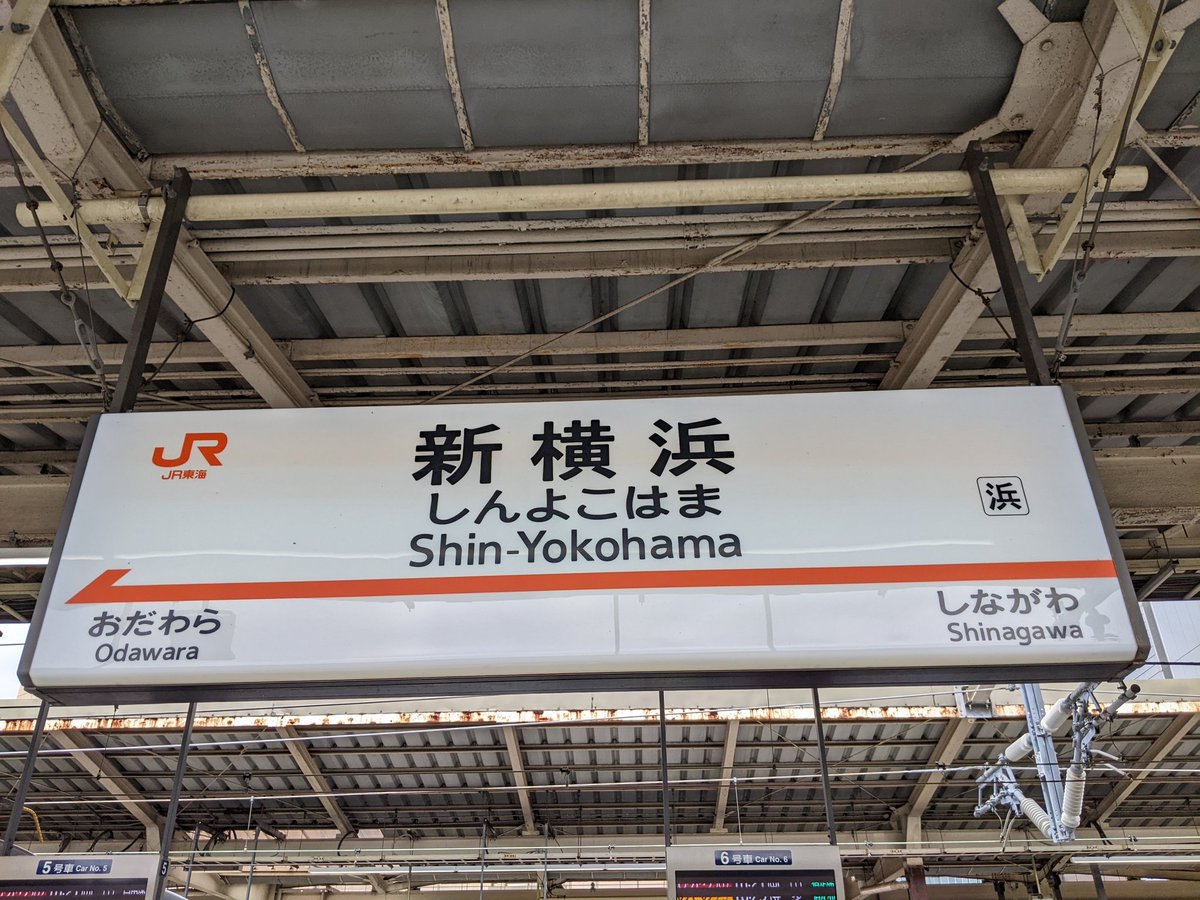 JR
JR東海
新横浜
しんよこはま
Shin-Yokohama
浜
おだわら
Odawara
しながわ
Shinagawa
5号車 Car No. 5
6号車 Car No. 6
5